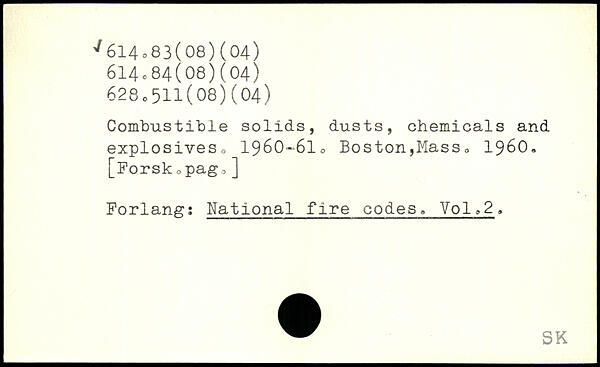 ✓614.83(08)(04)
614.84(08)(04)
628.511(08)(04)
Combustible solids, dusts, chemicals and
explosives. 1960-61. Boston,Mass. 1960.
[Forsk.pag.]
Forlang: National fire codes. Vol.2.
SK